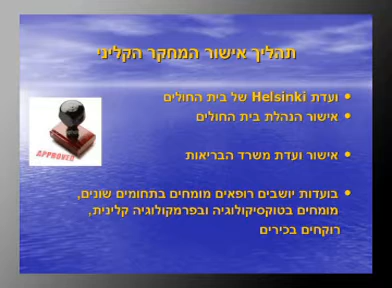 תהליך אישור המחקר הקליני
ועדת Helsinki של בית החולים
אישור הנהלת בית החולים
אישור ועדת משרד הבריאות
בועדות יושבים רופאים מומחים בתחומים שונים,
מומחים בטוקסיקולוגיה ובפרמקולוגיה קלינית,
רוקחים בכירים
APPROVED